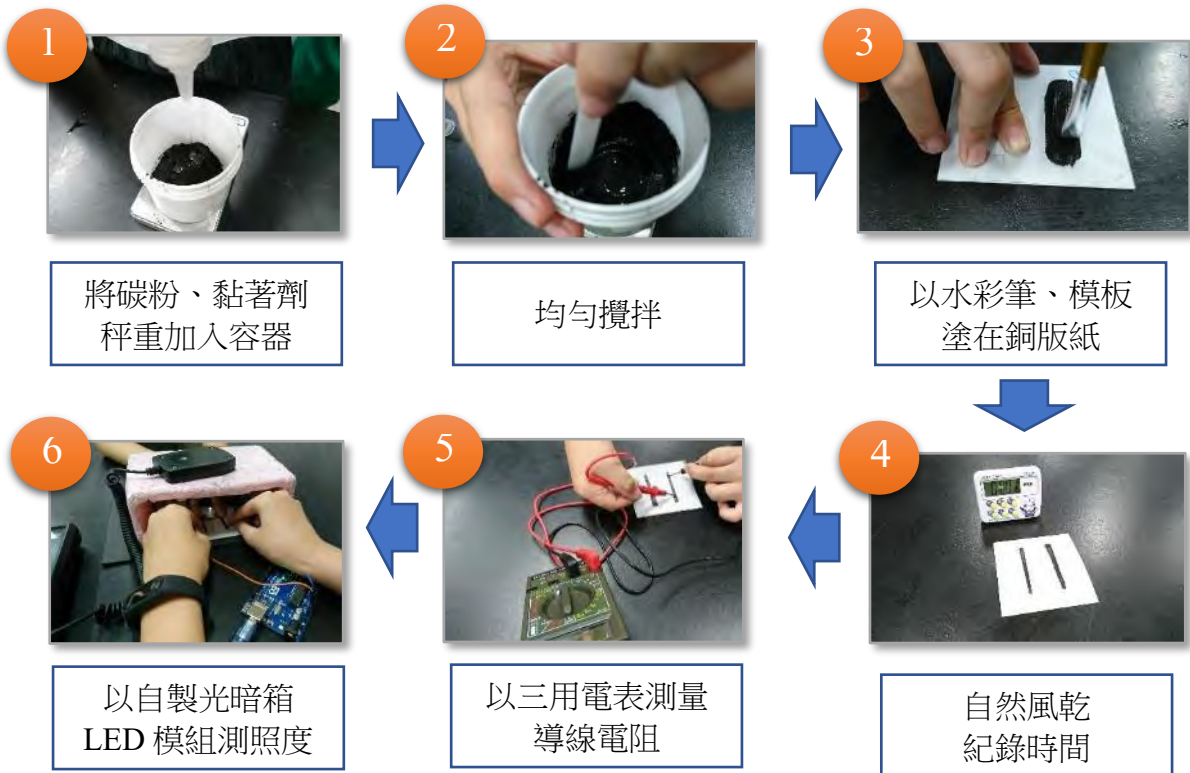 1
將碳粉、黏著劑
秤重加入容器
2
均勻攪拌
3
以水彩筆、模板
塗在銅版紙
4
自然風乾
紀錄時間
5
以三用電表測量
導線電阻
6
以自製光暗箱
LED 模組測照度